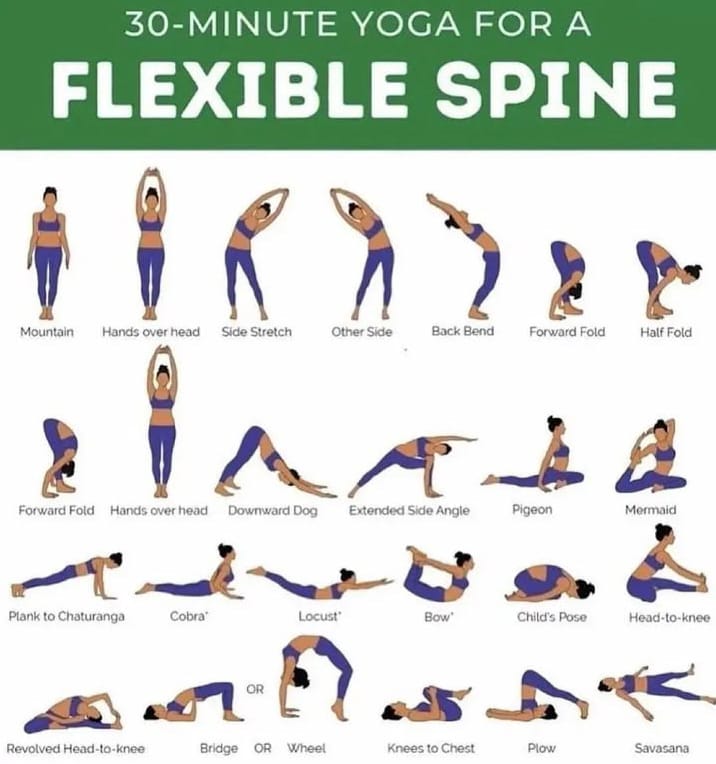 30-MINUTE YOGA FOR A
FLEXIBLE SPINE
Mountain Hands over head Side Stretch Other Side Back Bend Forward Fold Half Fold
Forward Fold Hands over head Downward Dog Extended Side Angle Pigeon Mermaid
Plank to Chaturanga Cobra* Locust* Bow* Child's Pose Head-to-knee
OR
Revolved Head-to-knee Bridge OR Wheel Knees to Chest Plow Savasana